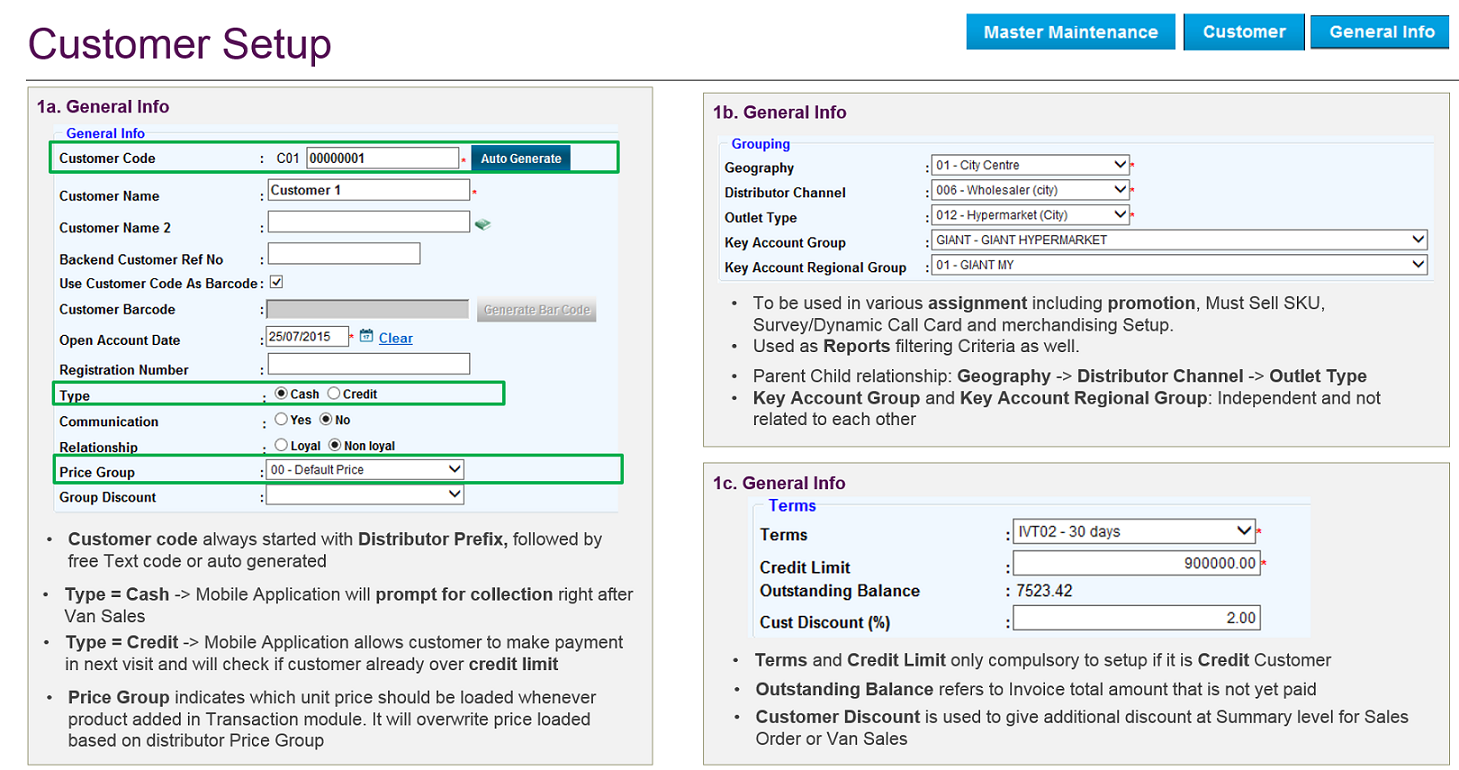 Customer Setup
Master Maintenance
Customer
General Info
1a. General Info
General Info
Customer Code : C01 00000001 * Auto Generate
Customer Name : Customer 1 *
Customer Name 2 :
Backend Customer Ref No :
Use Customer Code As Barcode :
Customer Barcode : Generate Bar Code
Open Account Date : 25/07/2015 * 17 Clear
Registration Number :
Type : Cash Credit
Communication : Yes No
Relationship : Loyal Non loyal
Price Group : 00 - Default Price
Group Discount :
• Customer code always started with Distributor Prefix, followed by
free Text code or auto generated
• Type = Cash -> Mobile Application will prompt for collection right after
Van Sales
• Type = Credit -> Mobile Application allows customer to make payment
in next visit and will check if customer already over credit limit
• Price Group indicates which unit price should be loaded whenever
product added in Transaction module. It will overwrite price loaded
based on distributor Price Group
1b. General Info
Grouping
Geography : 01 - City Centre *
Distributor Channel : 006 - Wholesaler (city) *
Outlet Type : 012 - Hypermarket (City) *
Key Account Group : GIANT - GIANT HYPERMARKET
Key Account Regional Group : 01 - GIANT MY
• To be used in various assignment including promotion, Must Sell SKU,
Survey/Dynamic Call Card and merchandising Setup.
• Used as Reports filtering Criteria as well.
• Parent Child relationship: Geography -> Distributor Channel -> Outlet Type
• Key Account Group and Key Account Regional Group: Independent and not
related to each other
1c. General Info
Terms
Terms : IVT02 - 30 days *
Credit Limit : 900000.00 *
Outstanding Balance : 7523.42
Cust Discount (%) : 2.00
• Terms and Credit Limit only compulsory to setup if it is Credit Customer
• Outstanding Balance refers to Invoice total amount that is not yet paid
• Customer Discount is used to give additional discount at Summary level for Sales
Order or Van Sales